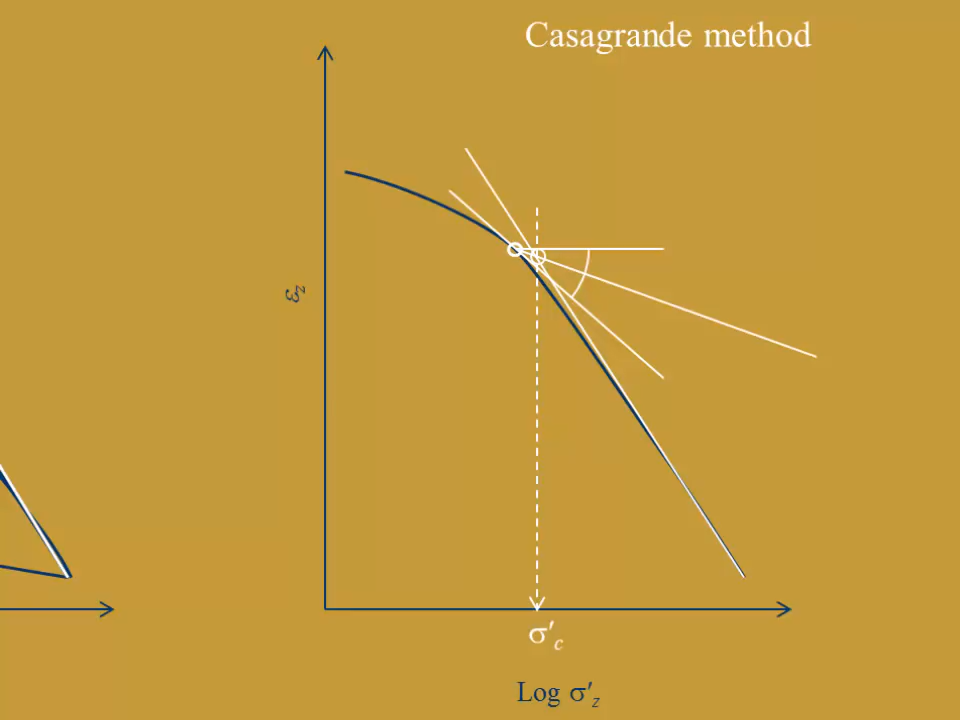 Casagrande method
εz
σ′c
Log σ′z